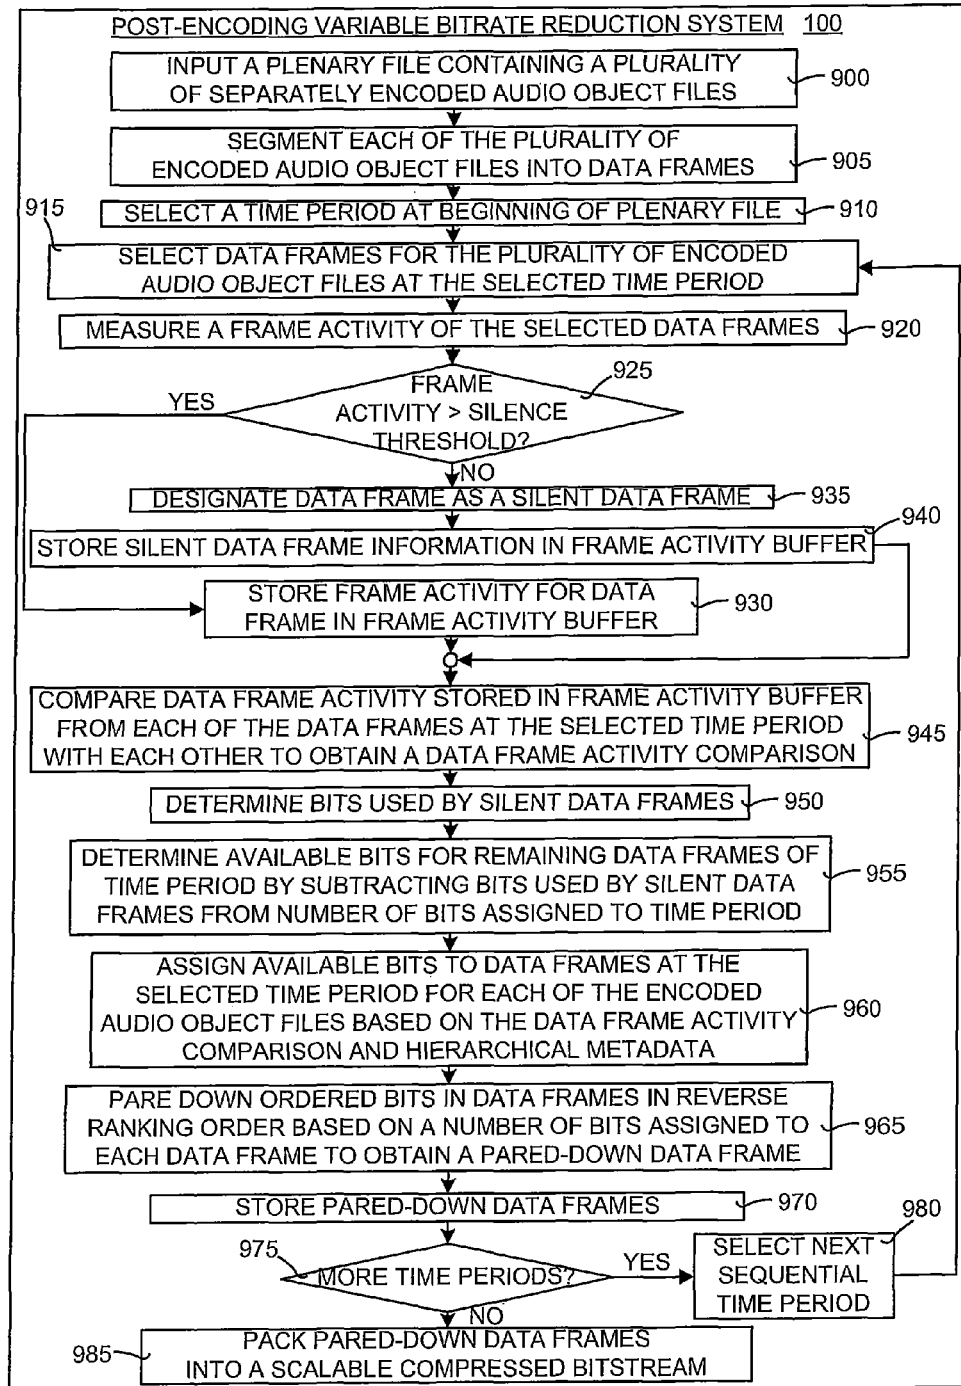 POST-ENCODING VARIABLE BITRATE REDUCTION SYSTEM 100
INPUT A PLENARY FILE CONTAINING A PLURALITY
OF SEPARATELY ENCODED AUDIO OBJECT FILES
900
SEGMENT EACH OF THE PLURALITY OF
ENCODED AUDIO OBJECT FILES INTO DATA FRAMES
905
SELECT A TIME PERIOD AT BEGINNING OF PLENARY FILE
910
915
SELECT DATA FRAMES FOR THE PLURALITY OF ENCODED
AUDIO OBJECT FILES AT THE SELECTED TIME PERIOD
MEASURE A FRAME ACTIVITY OF THE SELECTED DATA FRAMES
920
FRAME
ACTIVITY > SILENCE
THRESHOLD?
925
YES
NO
DESIGNATE DATA FRAME AS A SILENT DATA FRAME
935
STORE SILENT DATA FRAME INFORMATION IN FRAME ACTIVITY BUFFER
940
STORE FRAME ACTIVITY FOR DATA
FRAME IN FRAME ACTIVITY BUFFER
930
COMPARE DATA FRAME ACTIVITY STORED IN FRAME ACTIVITY BUFFER
FROM EACH OF THE DATA FRAMES AT THE SELECTED TIME PERIOD
WITH EACH OTHER TO OBTAIN A DATA FRAME ACTIVITY COMPARISON
945
DETERMINE BITS USED BY SILENT DATA FRAMES
950
DETERMINE AVAILABLE BITS FOR REMAINING DATA FRAMES OF
TIME PERIOD BY SUBTRACTING BITS USED BY SILENT DATA
FRAMES FROM NUMBER OF BITS ASSIGNED TO TIME PERIOD
955
ASSIGN AVAILABLE BITS TO DATA FRAMES AT THE
SELECTED TIME PERIOD FOR EACH OF THE ENCODED
AUDIO OBJECT FILES BASED ON THE DATA FRAME ACTIVITY
COMPARISON AND HIERARCHICAL METADATA
960
PARE DOWN ORDERED BITS IN DATA FRAMES IN REVERSE
RANKING ORDER BASED ON A NUMBER OF BITS ASSIGNED TO
EACH DATA FRAME TO OBTAIN A PARED-DOWN DATA FRAME
965
STORE PARED-DOWN DATA FRAMES
970
975
MORE TIME PERIODS?
YES
NO
SELECT NEXT
SEQUENTIAL
TIME PERIOD
980
985
PACK PARED-DOWN DATA FRAMES
INTO A SCALABLE COMPRESSED BITSTREAM